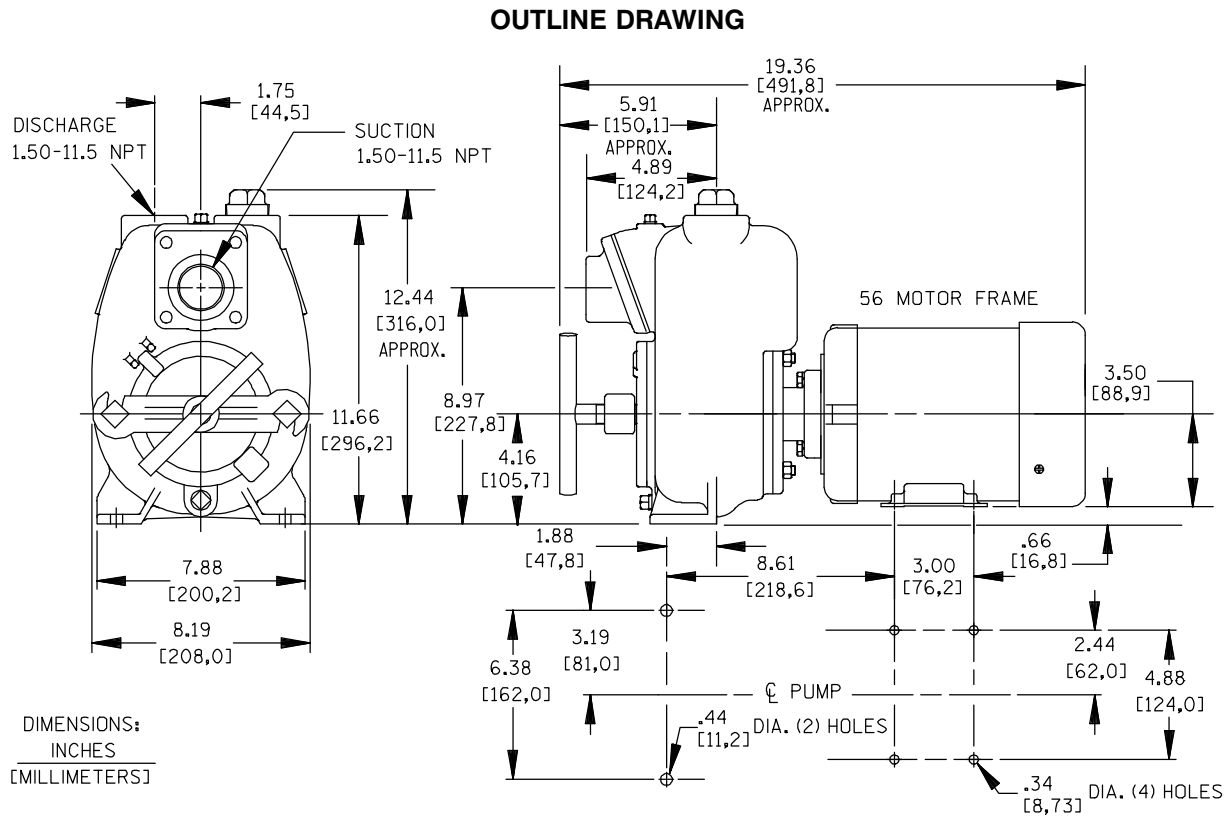 OUTLINE DRAWING
19.36
[491,8]
APPROX.
1.75
[44,5]
5.91
[150,1]
APPROX.
DISCHARGE
1.50-11.5 NPT
SUCTION
1.50-11.5 NPT
4.89
[124,2]
12.44
[316,0]
APPROX.
56 MOTOR FRAME
3.50
[88,9]
11.66
[296,2]
8.97
[227,8]
4.16
[105,7]
1.88
[47,8]
.66
[16,8]
7.88
[200,2]
8.61
[218,6]
3.00
[76,2]
8.19
[208,0]
3.19
[81,0]
6.38
[162,0]
2.44
[62,0]
4.88
[124,0]
℄ PUMP
.44
[11,2] DIA. (2) HOLES
DIMENSIONS:
INCHES
[MILLIMETERS]
.34
[8,73] DIA. (4) HOLES